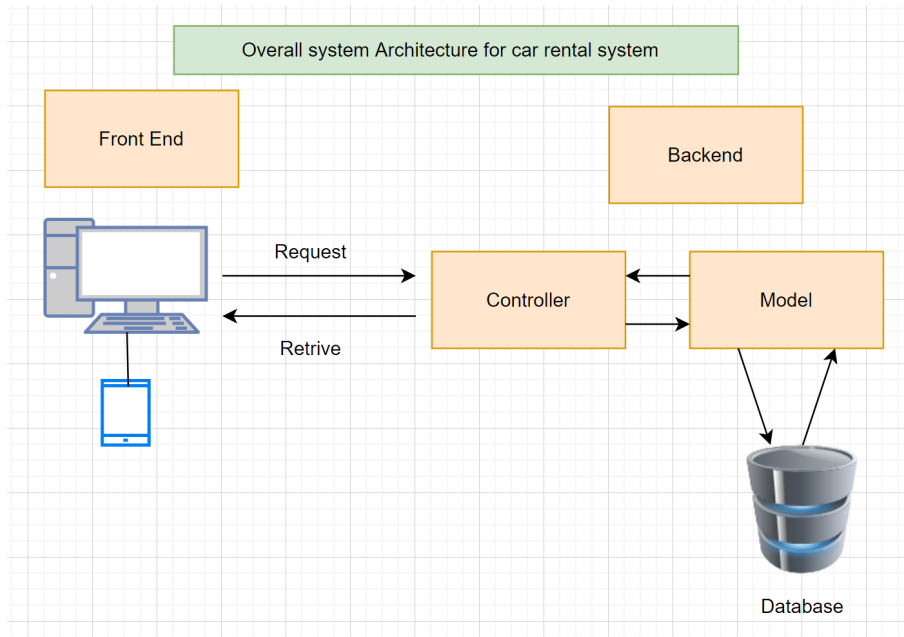 Overall system Architecture for car rental system
Front End
Backend
Request
Controller
Model
Retrive
Database